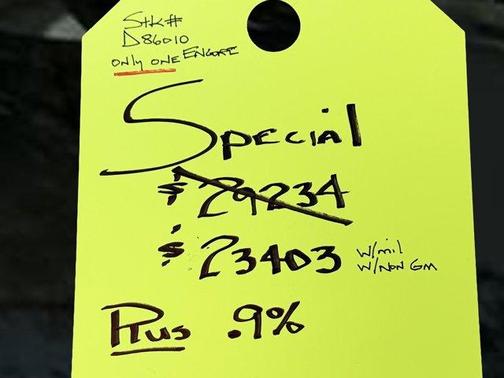 Stk#
D86010
only one Encore
Special
$29234
$23403 w/mil
w/non GM
Plus .9%